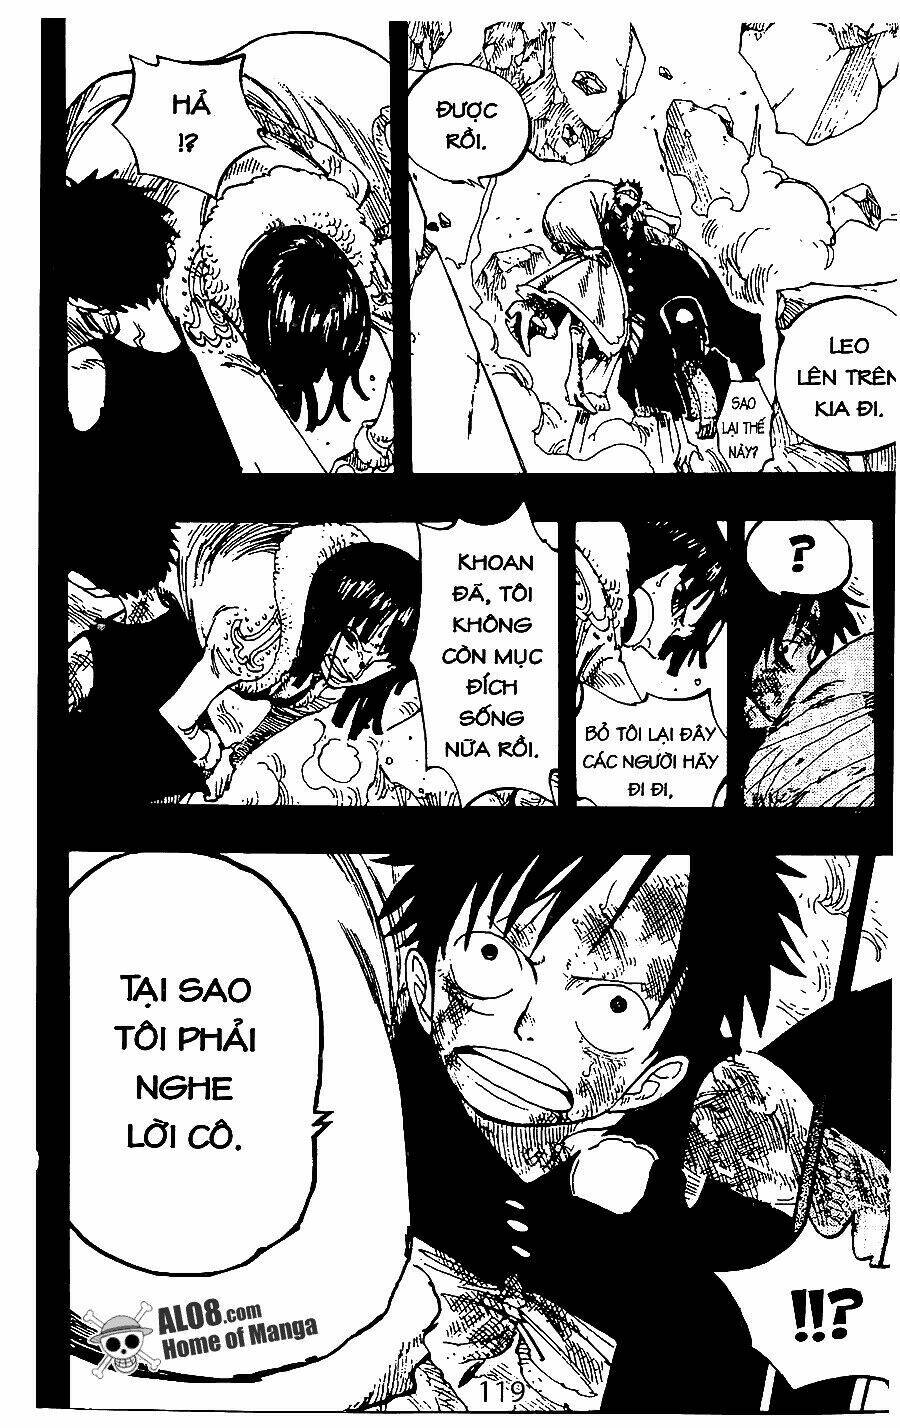 ĐƯỢC
RỒI.
LEO
LÊN TRÊN
KIA ĐI.
SAO
LẠI THẾ
NÀY?
HẢ
!?
?
BỎ TÔI LẠI ĐÂY
CÁC NGƯỜI HÃY
ĐI ĐI,
KHOAN
ĐÃ, TÔI
KHÔNG
CÒN MỤC
ĐÍCH
SỐNG
NỮA RỒI.
TẠI SAO
TÔI PHẢI
NGHE
LỜI CÔ.
!!?
AL08.com
Home of Manga
119